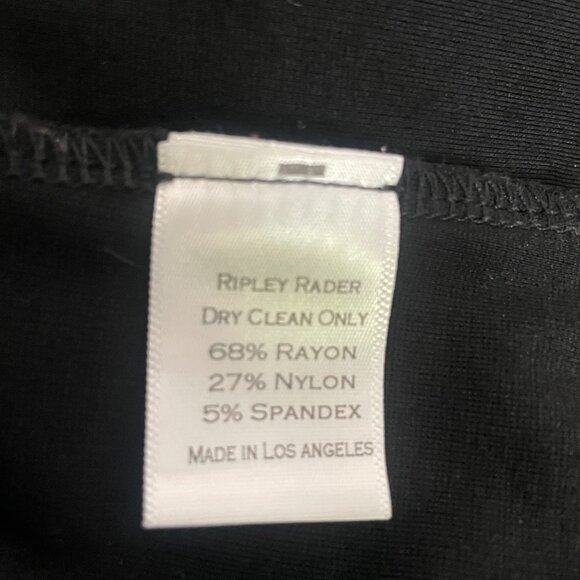 RIPLEY RADER
DRY CLEAN ONLY
68% RAYON
27% NYLON
5% SPANDEX
MADE IN LOS ANGELES